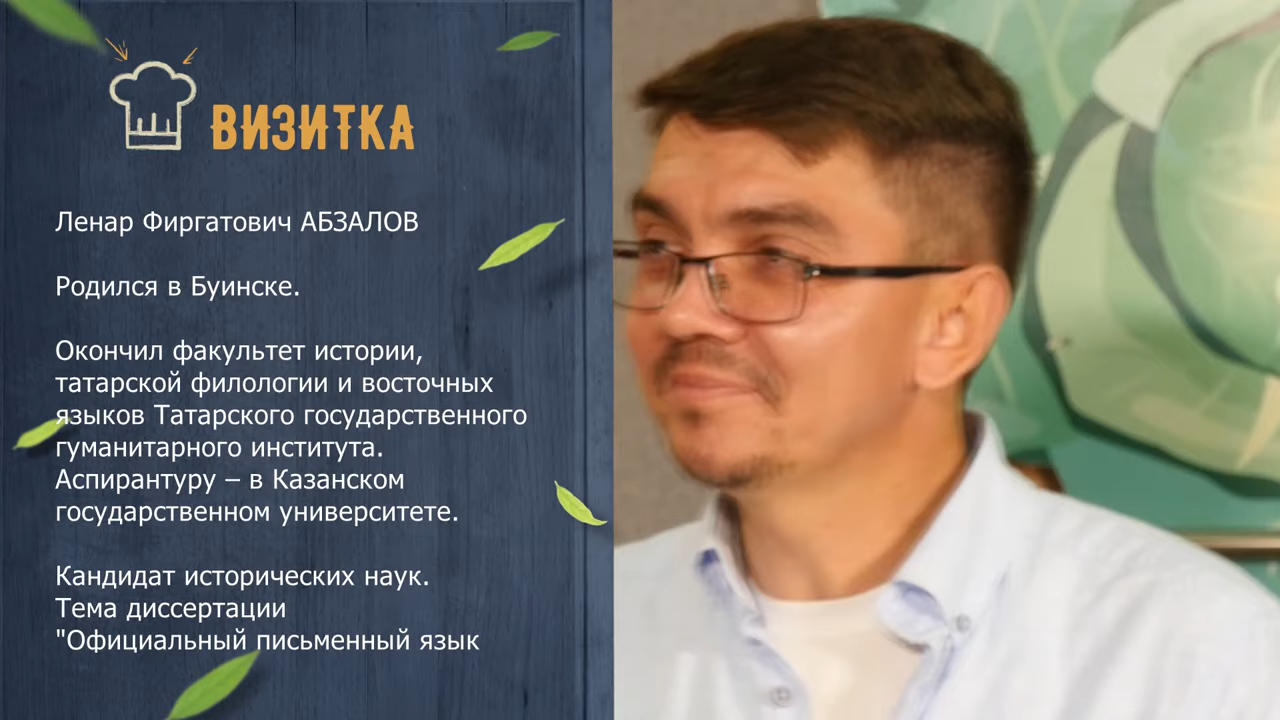 ВИЗИТКА
Ленар Фиргатович АБЗАЛОВ
Родился в Буинске.
Окончил факультет истории,
татарской филологии и восточных
языков Татарского государственного
гуманитарного института.
Аспирантуру – в Казанском
государственном университете.
Кандидат исторических наук.
Тема диссертации
"Официальный письменный язык